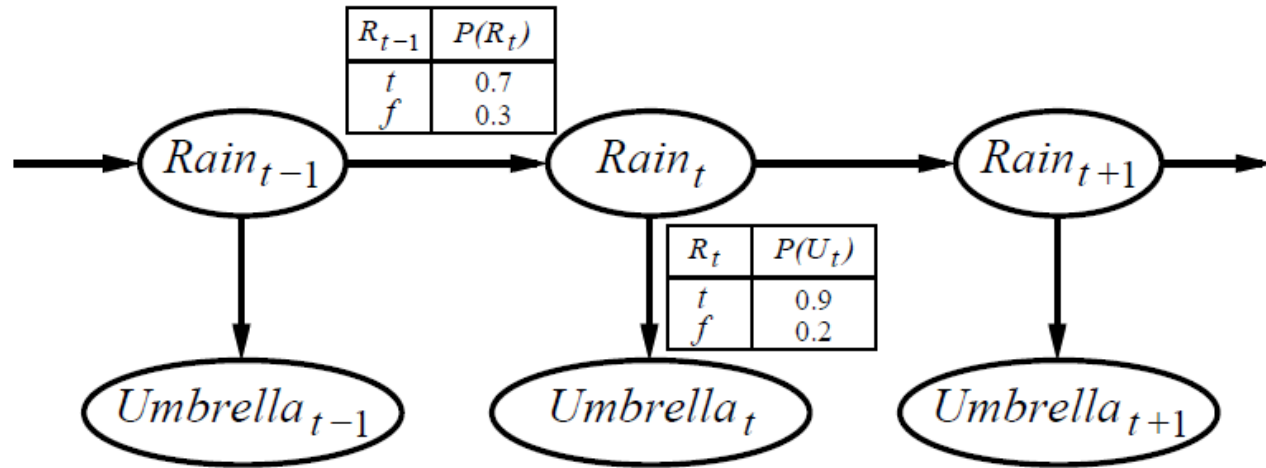 R_{t-1} P(R_t)
t 0.7
f 0.3
Rain_{t-1} Rain_t Rain_{t+1}
R_t P(U_t)
t 0.9
f 0.2
Umbrella_{t-1} Umbrella_t Umbrella_{t+1}